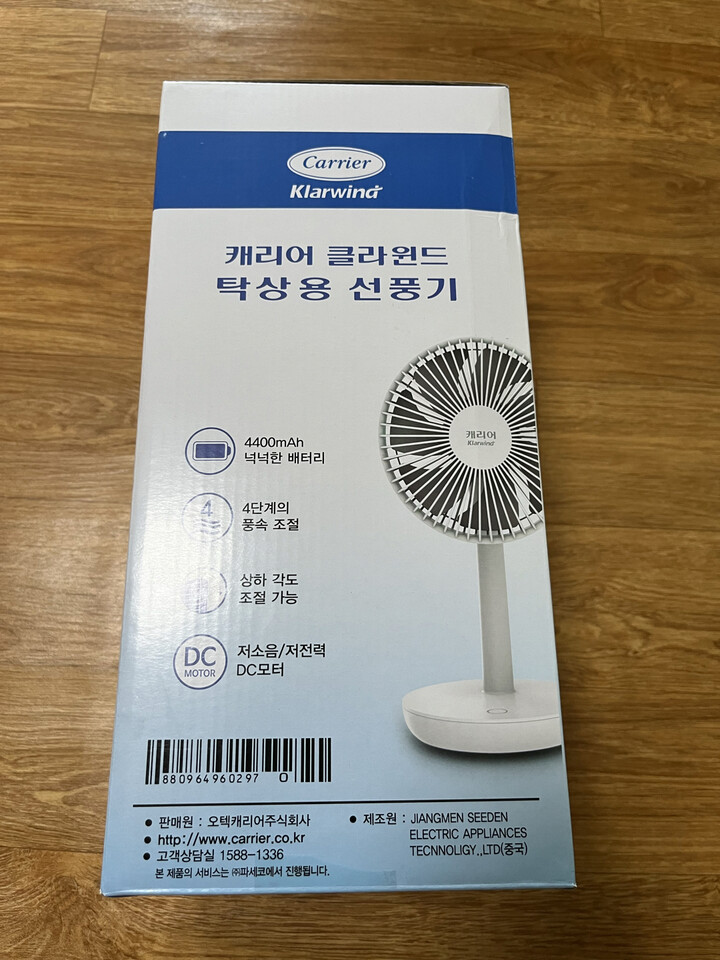 Carrier
Klarwind
캐리어 클라윈드
탁상용 선풍기
캐리어
Klarwind
4400mAh
넉넉한 배터리
4
4단계의
풍속 조절
상하 각도
조절 가능
DC
MOTOR
저소음/저전력
DC모터
880964960297 0
• 판매원 : 오텍캐리어주식회사
• http://www.carrier.co.kr
• 고객상담실 1588-1336
본 제품의 서비스는 ㈜파세코에서 진행됩니다.
• 제조원 : JIANGMEN SEEDEN
ELECTRIC APPLIANCES
TECNNOLIGY.,LTD(중국)